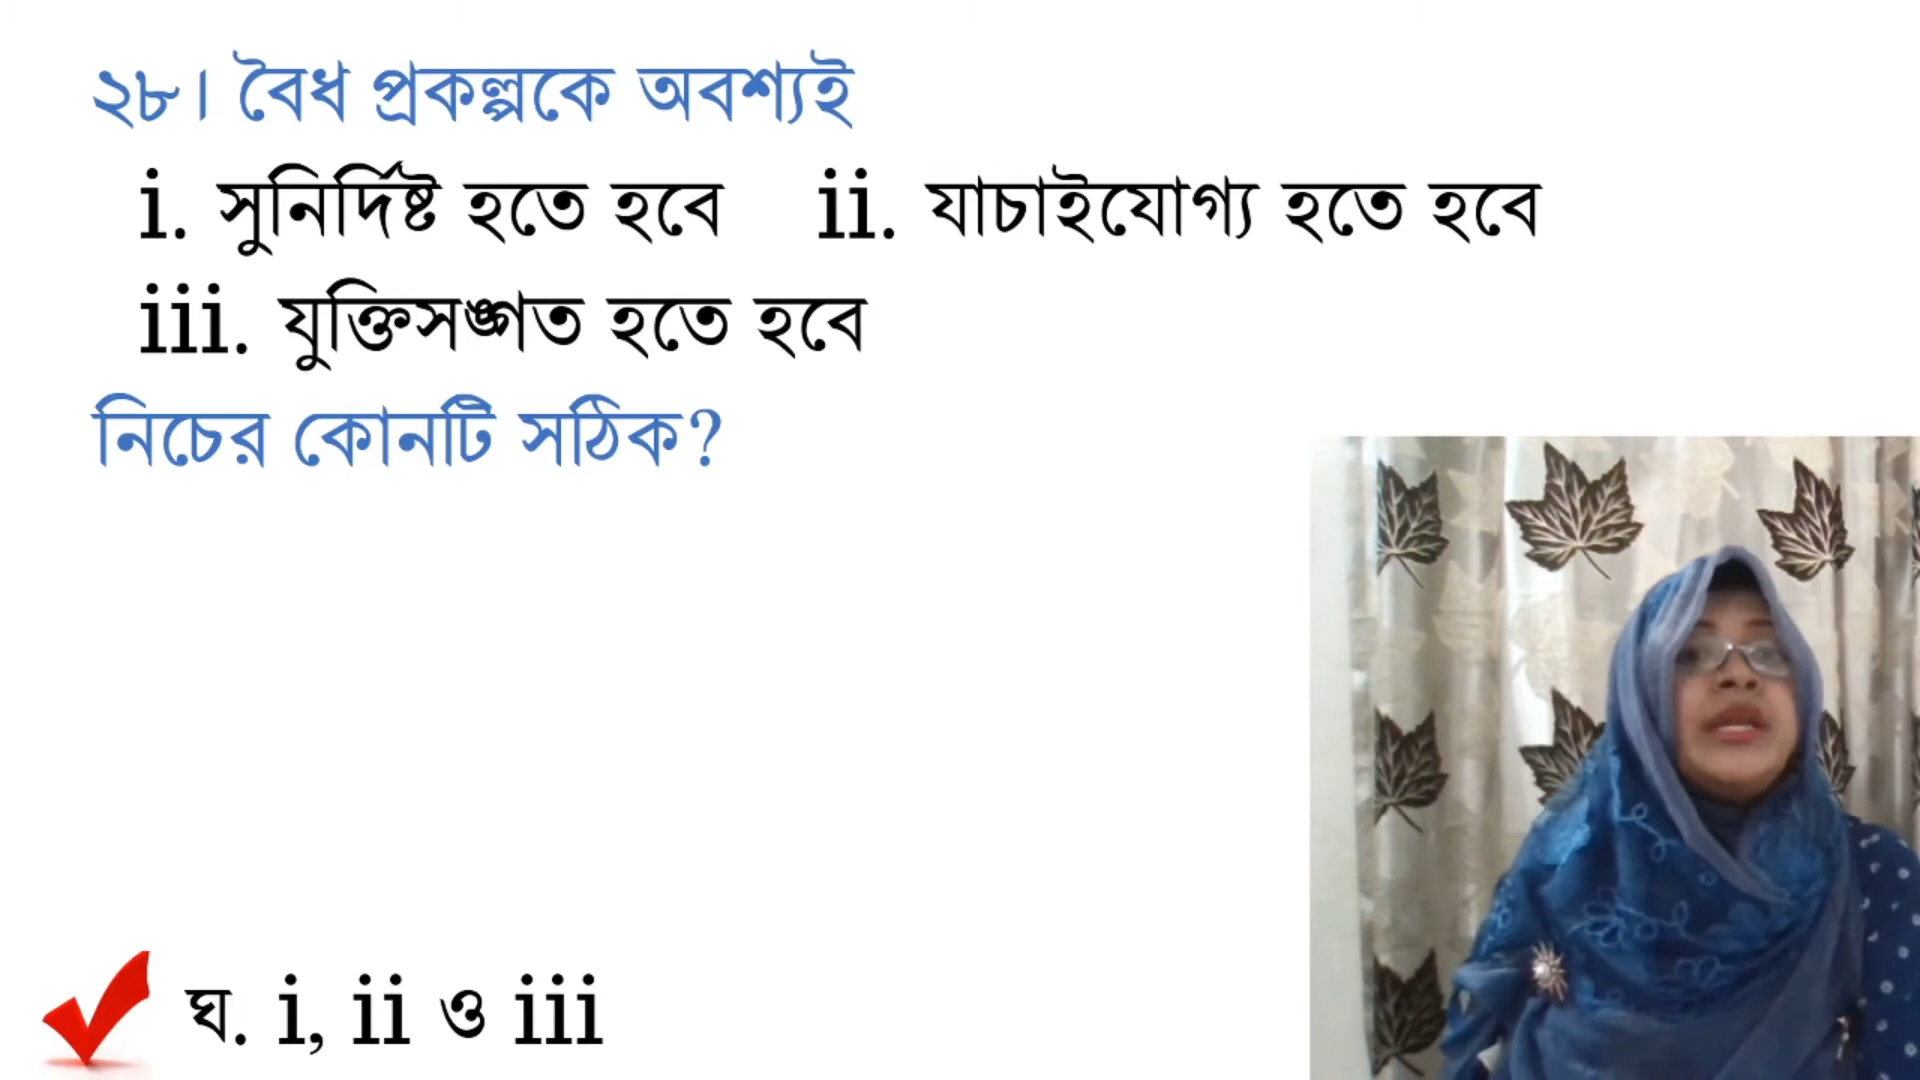 ২৮। বৈধ প্রকল্পকে অবশ্যই
i. সুনির্দিষ্ট হতে হবে ii. যাচাইযোগ্য হতে হবে
iii. যুক্তিসঙ্গত হতে হবে
নিচের কোনটি সঠিক?
ঘ. i, ii ও iii